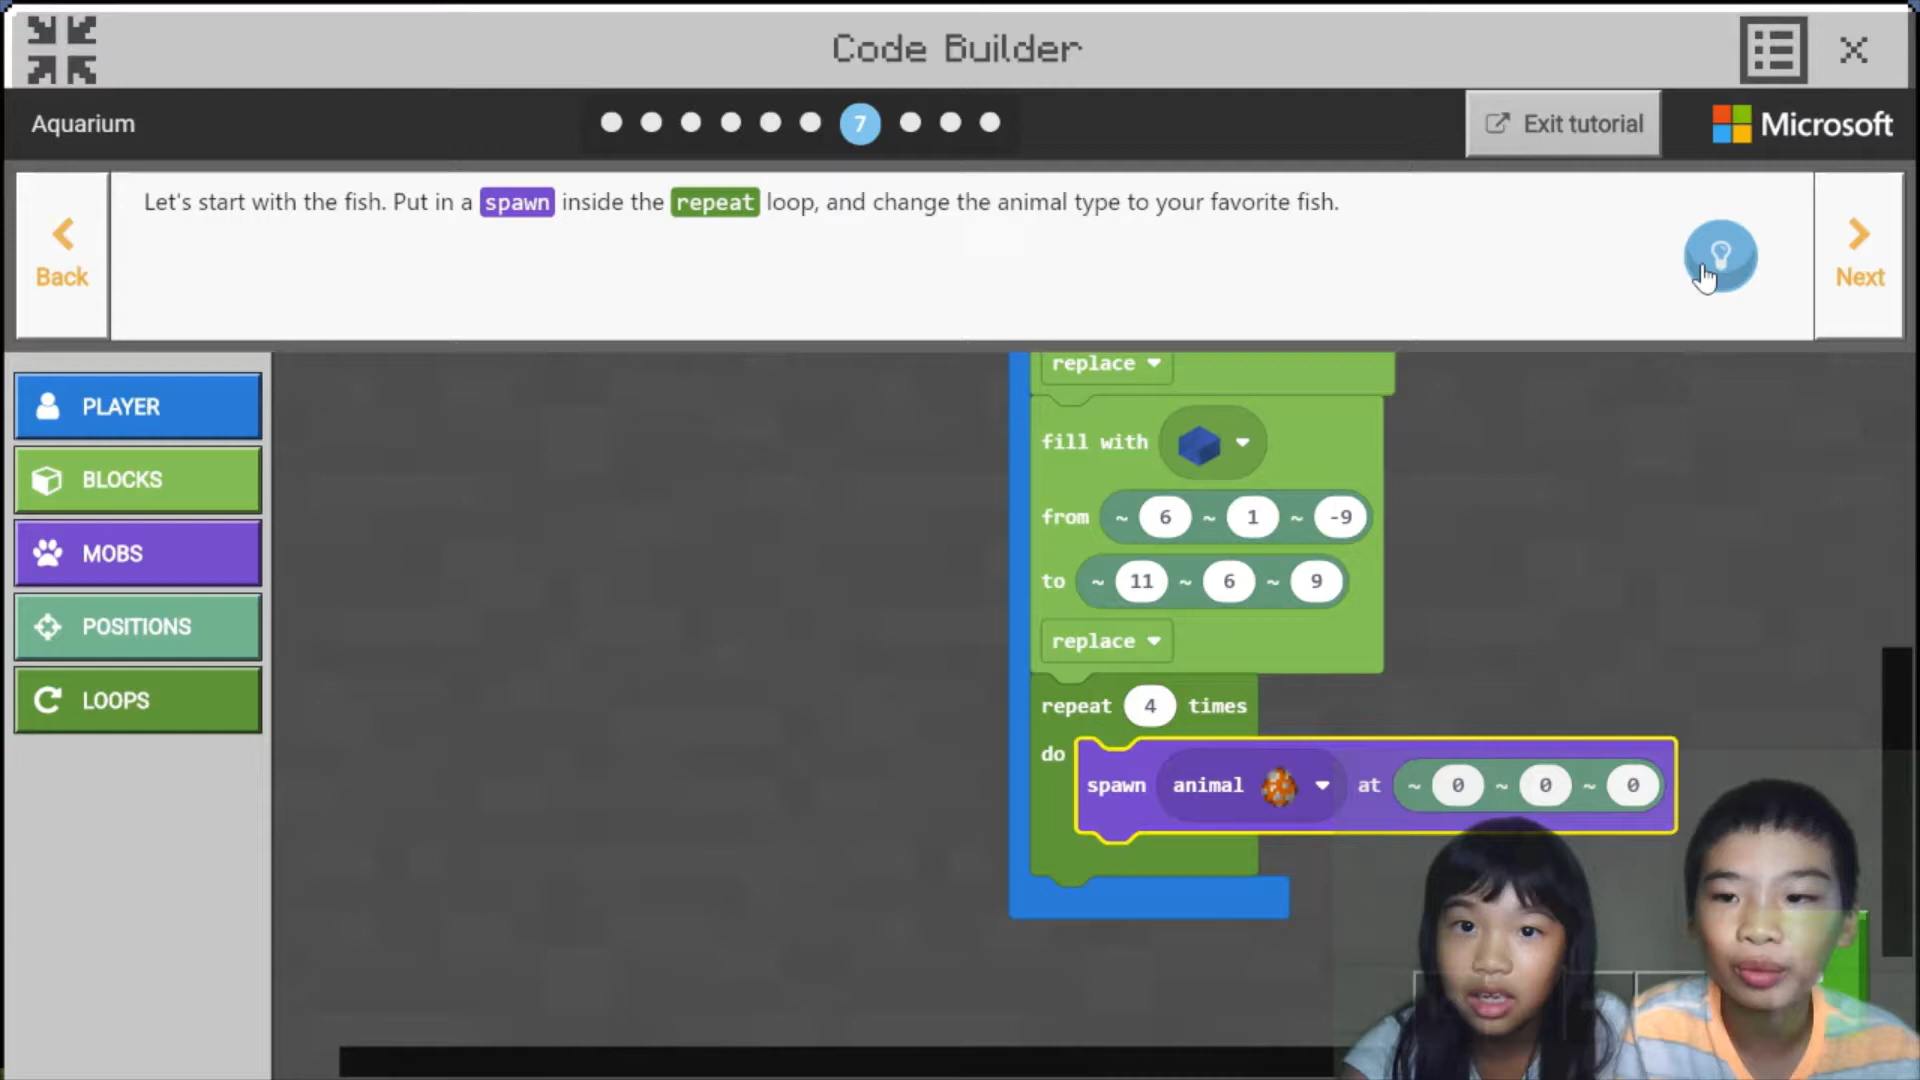 Code Builder
Aquarium
7
Exit tutorial
Microsoft
Back
Let's start with the fish. Put in a spawn inside the repeat loop, and change the animal type to your favorite fish.
Next
PLAYER
BLOCKS
MOBS
POSITIONS
LOOPS
replace
fill with
from ~ 6 ~ 1 ~ -9
to ~ 11 ~ 6 ~ 9
replace
repeat 4 times
do
spawn animal at ~ 0 ~ 0 ~ 0